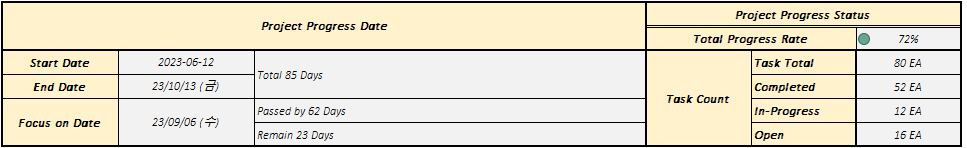 Project Progress Date
Project Progress Status
Total Progress Rate 72%
Start Date 2023-06-12
Total 85 Days
Task Count
Task Total 80 EA
End Date 23/10/13 (금)
Completed 52 EA
Focus on Date 23/09/06 (수)
Passed by 62 Days
In-Progress 12 EA
Remain 23 Days
Open 16 EA